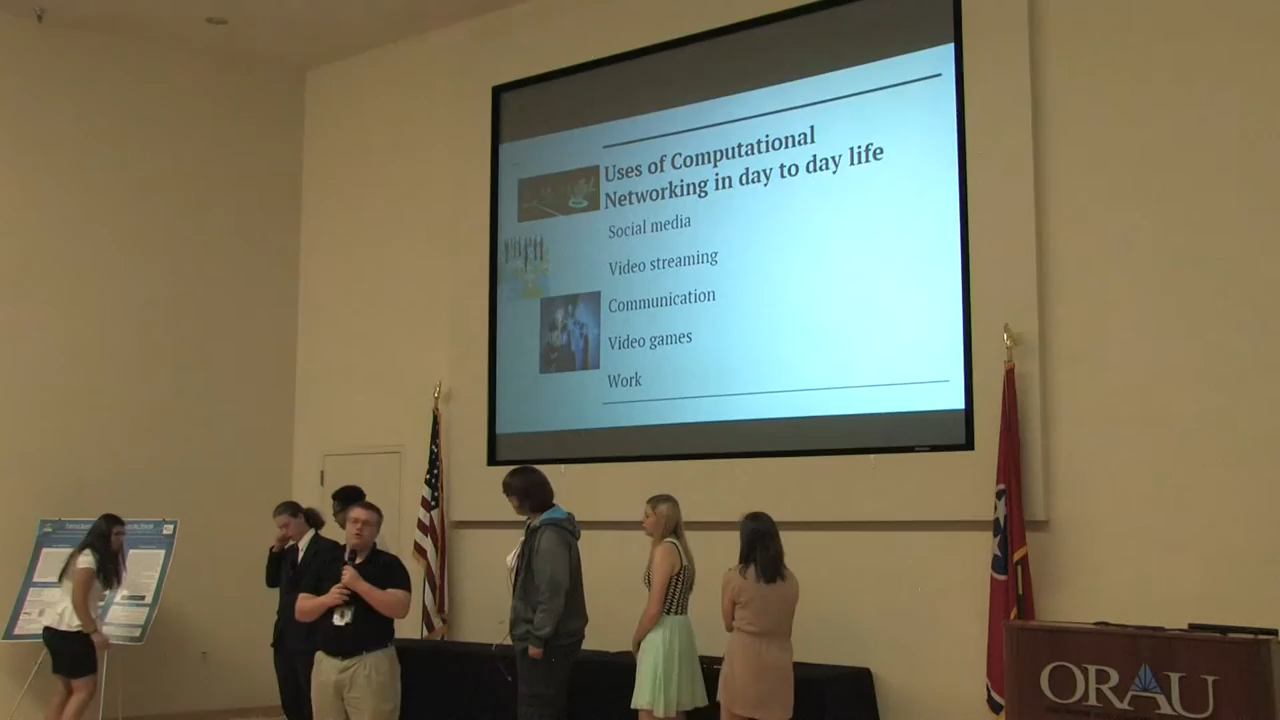 Uses of Computational
Networking in day to day life
Social media
Video streaming
Communication
Video games
Work
ORAU